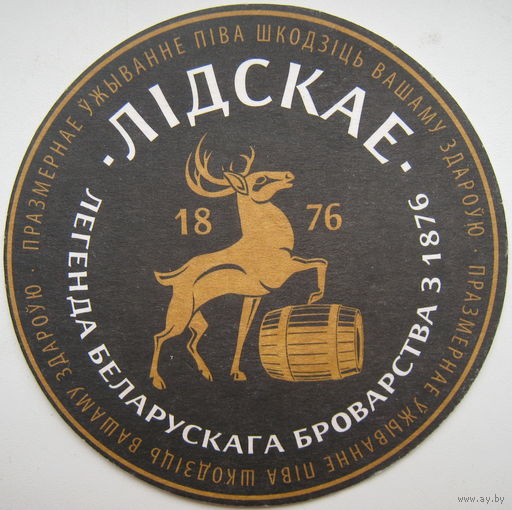 · ЛІДСКАЕ ·
ЛЕГЕНДА БЕЛАРУСКАГА БРОВАРСТВА З 1876
18 76
ПРАЗМЕРНАЕ ЎЖЫВАННЕ ПІВА ШКОДЗІЦЬ ВАШАМУ ЗДАРОЎЮ ·
ПРАЗМЕРНАЕ ЎЖЫВАННЕ ПІВА ШКОДЗІЦЬ ВАШАМУ ЗДАРОЎЮ ·
www.ay.by